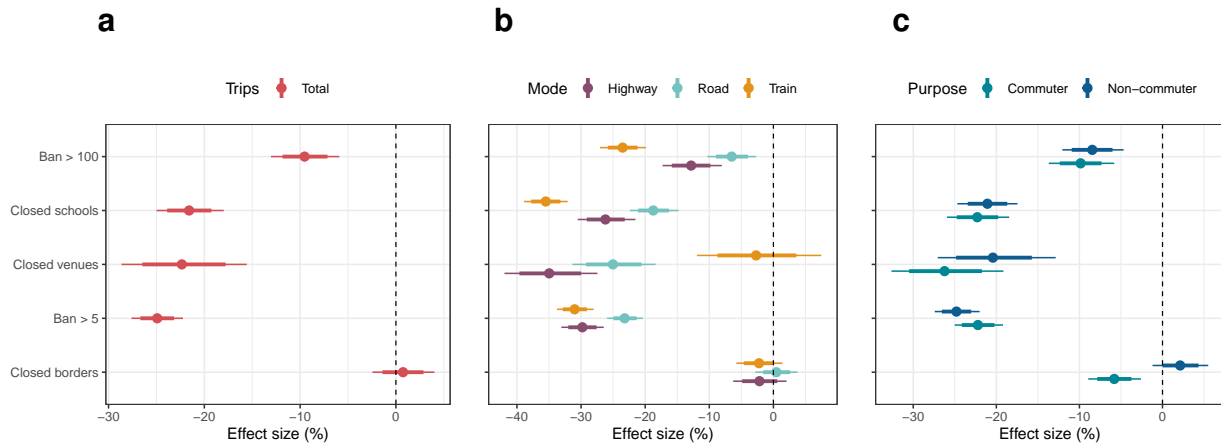 a b c
Trips Total
Mode Highway Road Train
Purpose Commuter Non−commuter
Ban > 100
Closed schools
Closed venues
Ban > 5
Closed borders
−30 −20 −10 0
−40 −30 −20 −10 0
−30 −20 −10 0
Effect size (%)
Effect size (%)
Effect size (%)